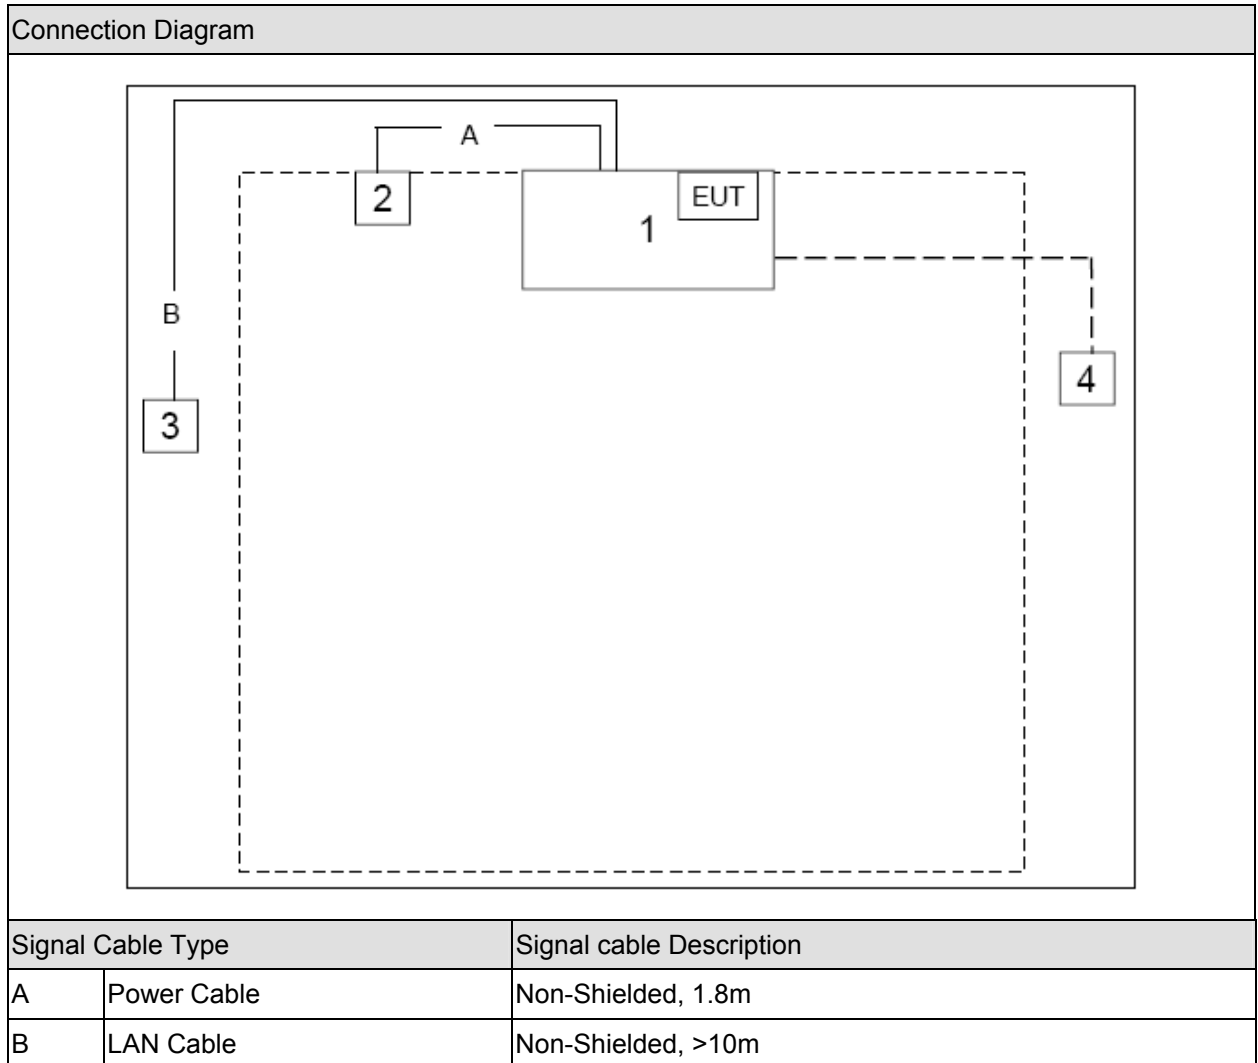 Connection Diagram
A
2
EUT
1
B
4
3
Signal Cable Type Signal cable Description
A Power Cable Non-Shielded, 1.8m
B LAN Cable Non-Shielded, >10m